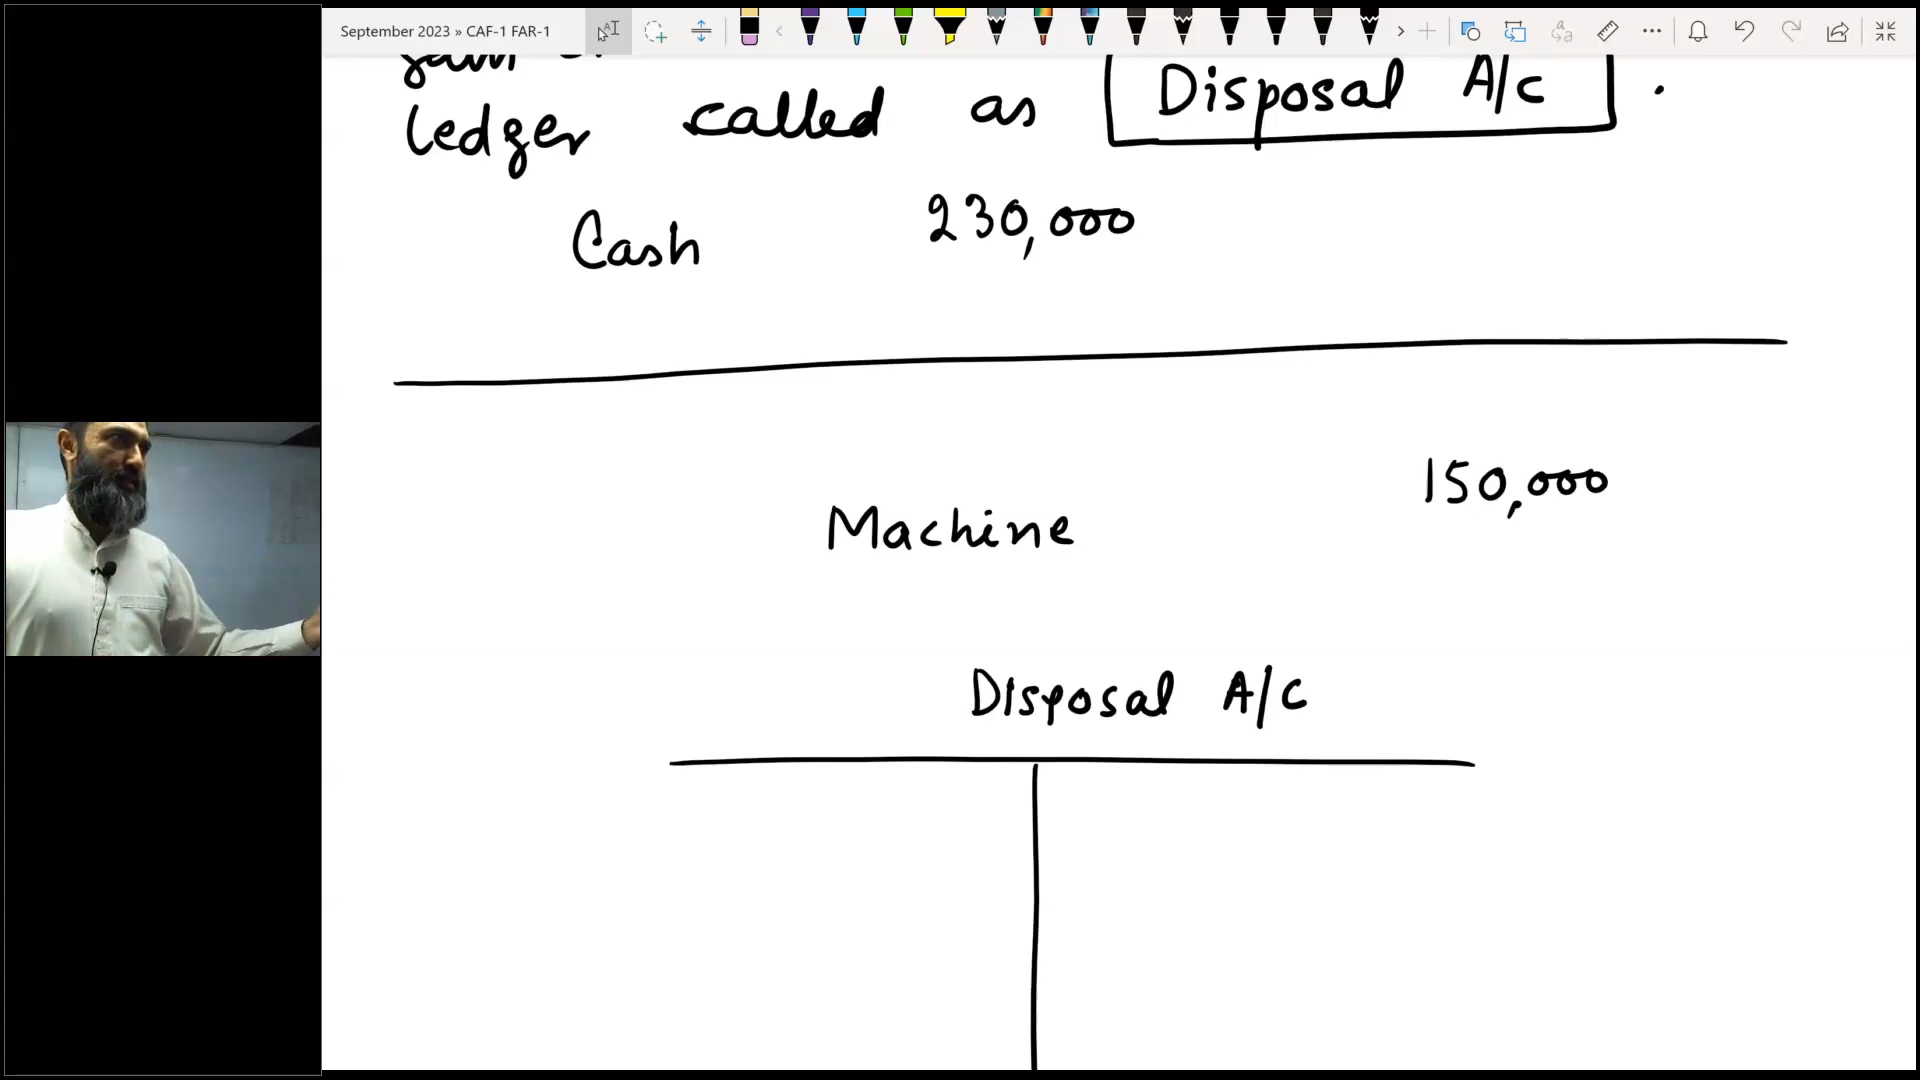 September 2023 » CAF-1 FAR-1
ledger called as Disposal A/c .
Cash 230,000
Machine 150,000
Disposal A/c